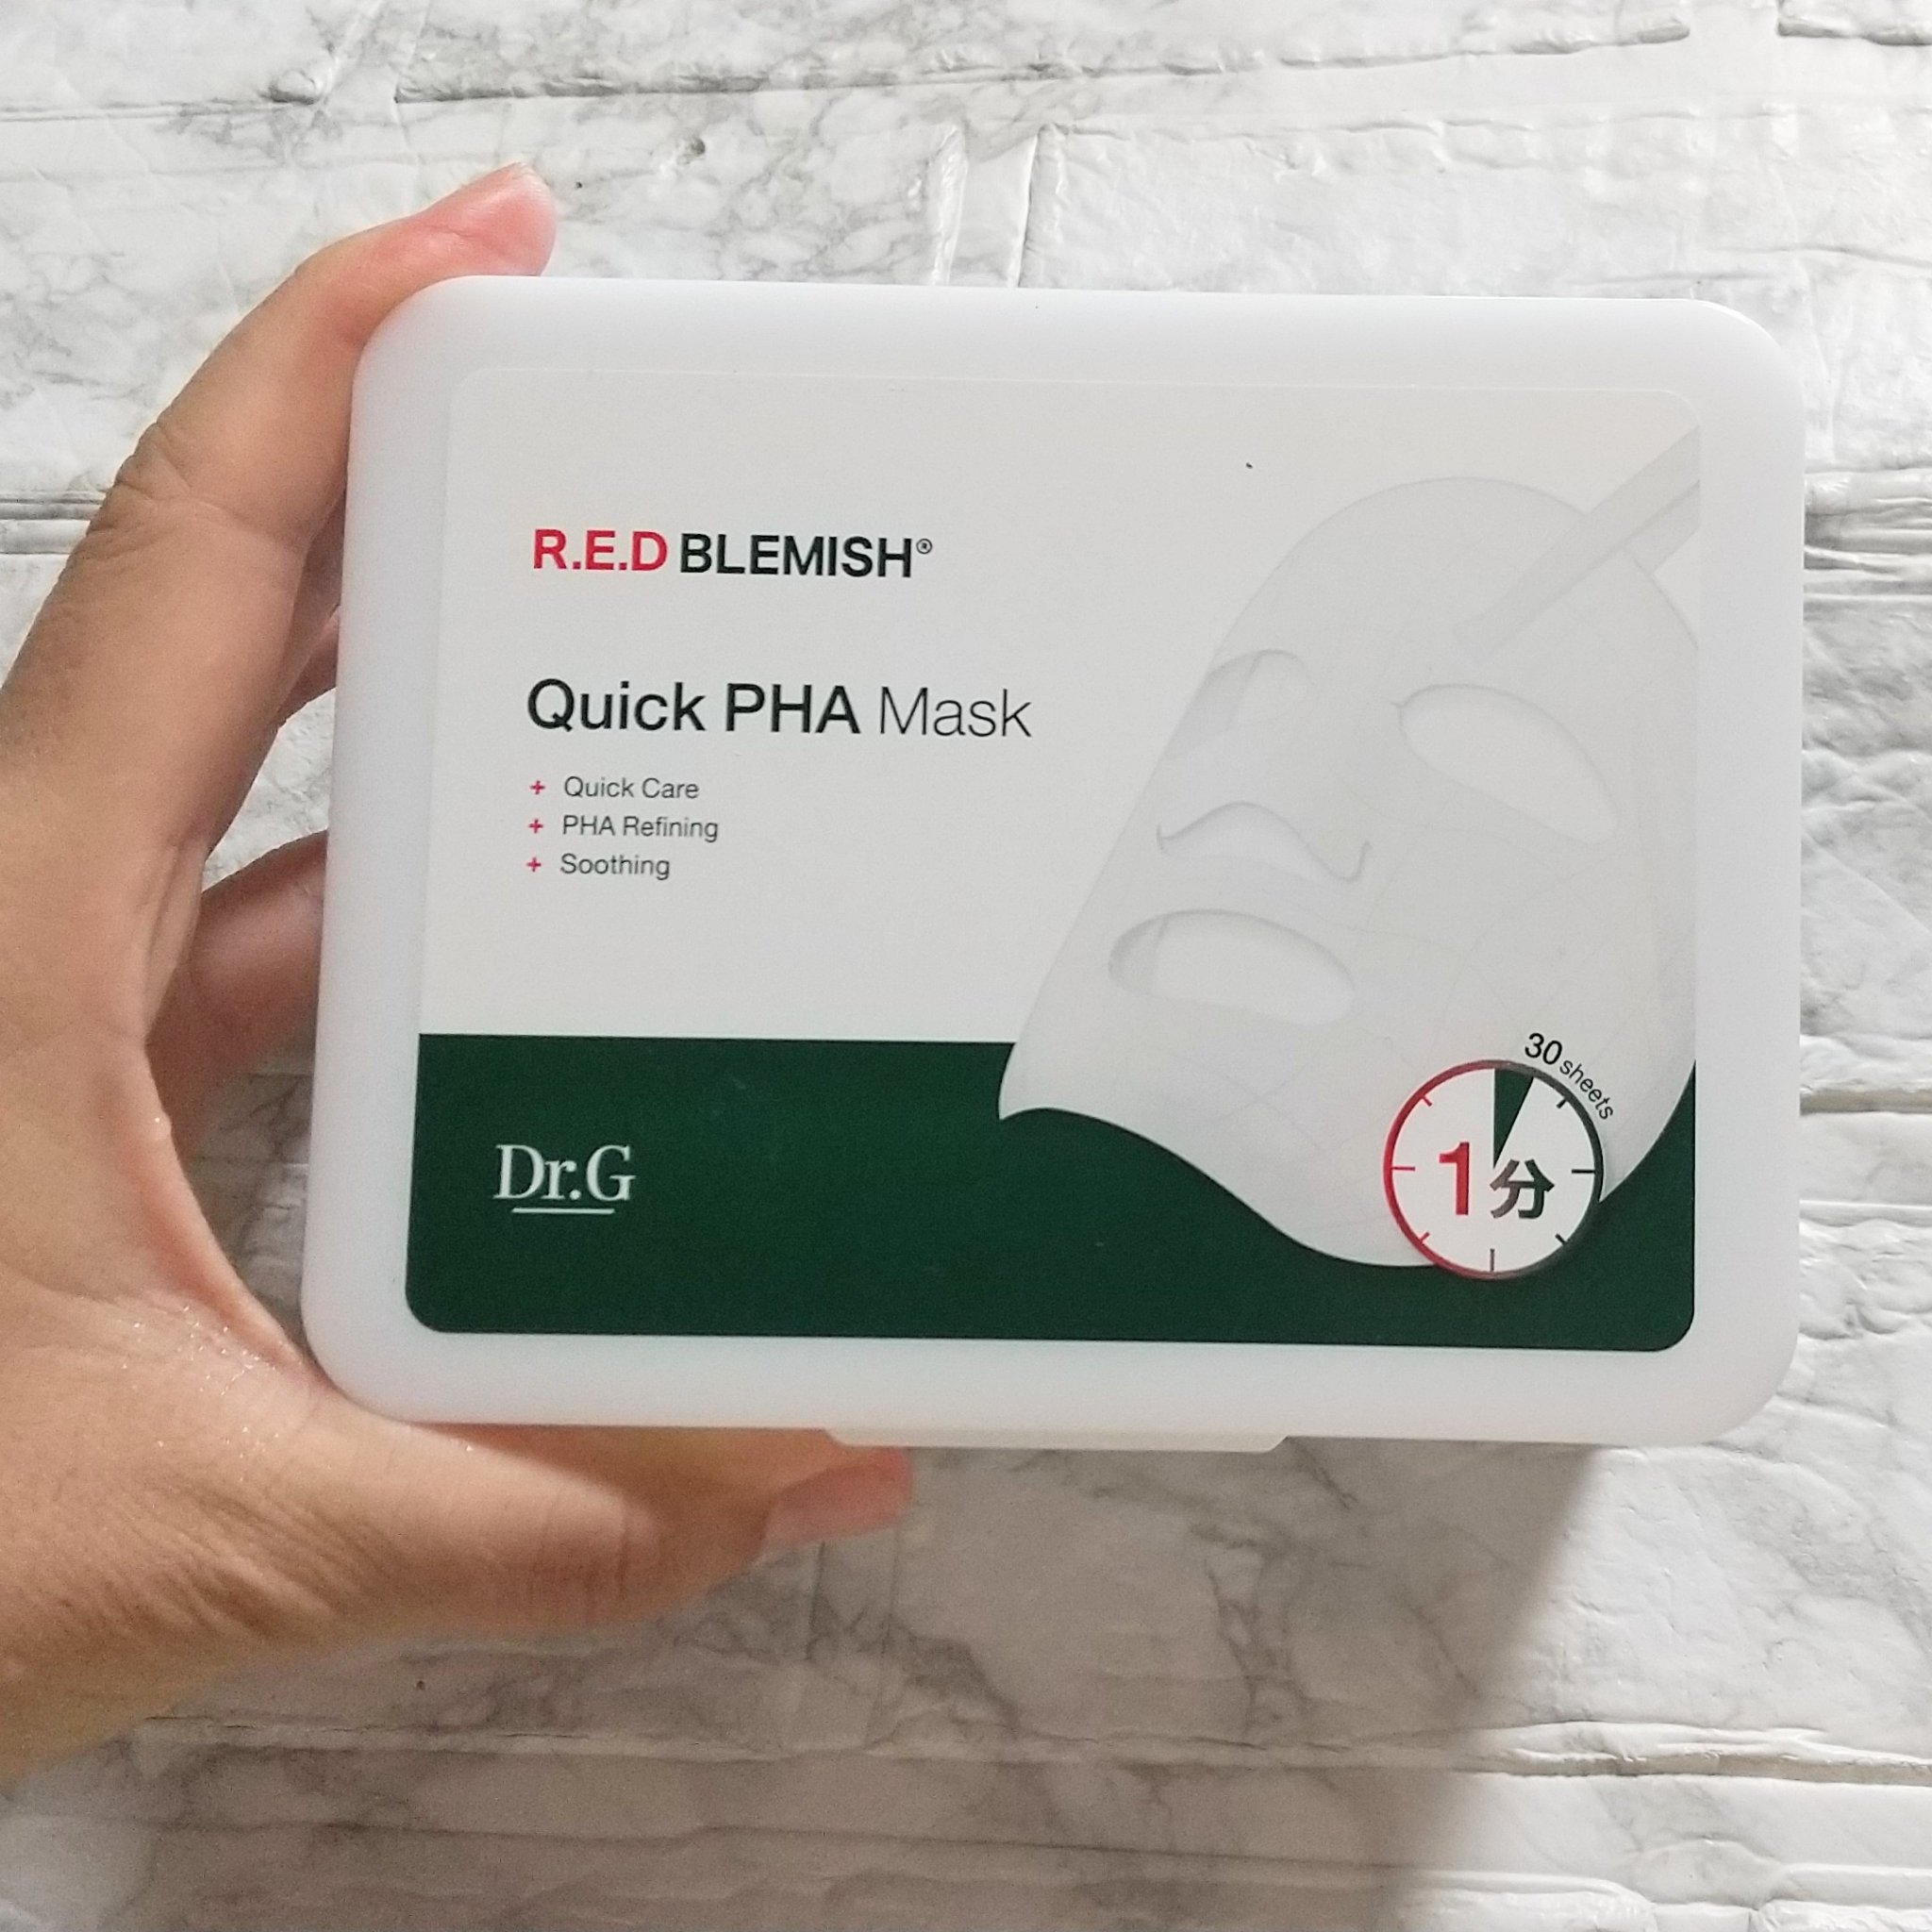 R.E.D BLEMISH®
Quick PHA Mask
+ Quick Care
+ PHA Refining
+ Soothing
Dr.G
30 sheets
1分